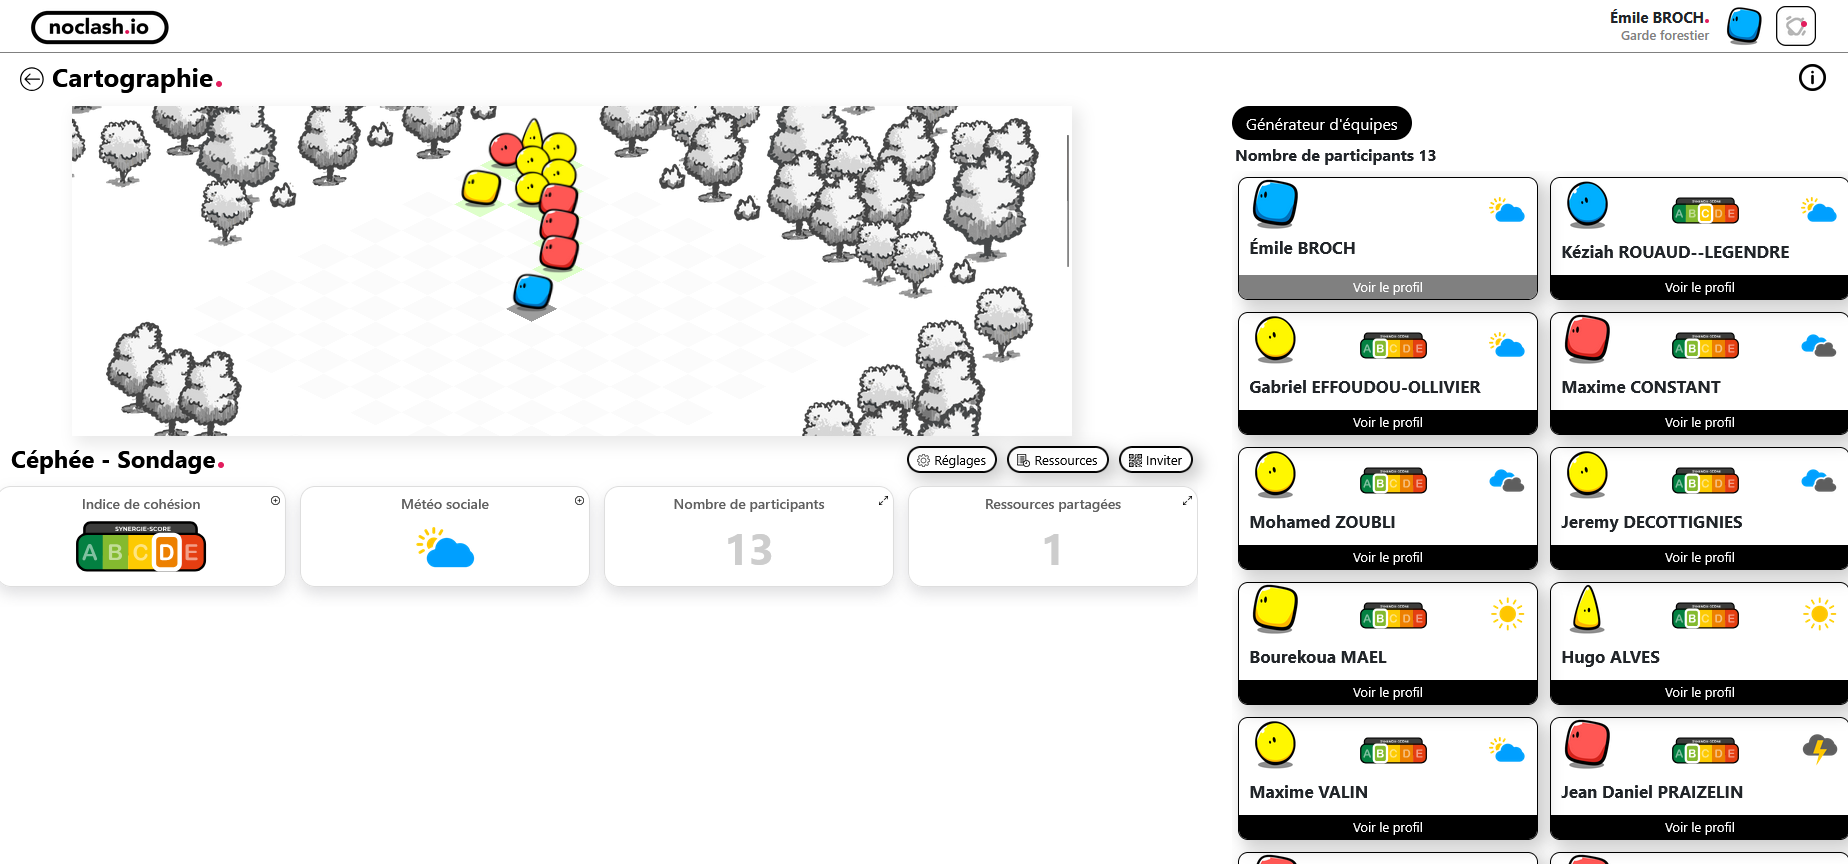 noclash.io
Émile BROCH.
Garde forestier
Cartographie.
Générateur d'équipes
Nombre de participants 13
Émile BROCH
Voir le profil
SYNERGIE-SCORE
A B C D E
Kéziah ROUAUD--LEGENDRE
Voir le profil
A B C D E
Gabriel EFFOUDOU-OLLIVIER
Voir le profil
A B C D E
Maxime CONSTANT
Voir le profil
A B C D E
Mohamed ZOUBLI
Voir le profil
A B C D E
Jeremy DECOTTIGNIES
Voir le profil
A B C D E
Bourekoua MAEL
Voir le profil
A B C D E
Hugo ALVES
Voir le profil
A B C D E
Maxime VALIN
Voir le profil
A B C D E
Jean Daniel PRAIZELIN
Voir le profil
Céphée - Sondage.
Réglages
Ressources
Inviter
Indice de cohésion
SYNERGIE-SCORE
A B C D E
Météo sociale
Nombre de participants
13
Ressources partagées
1